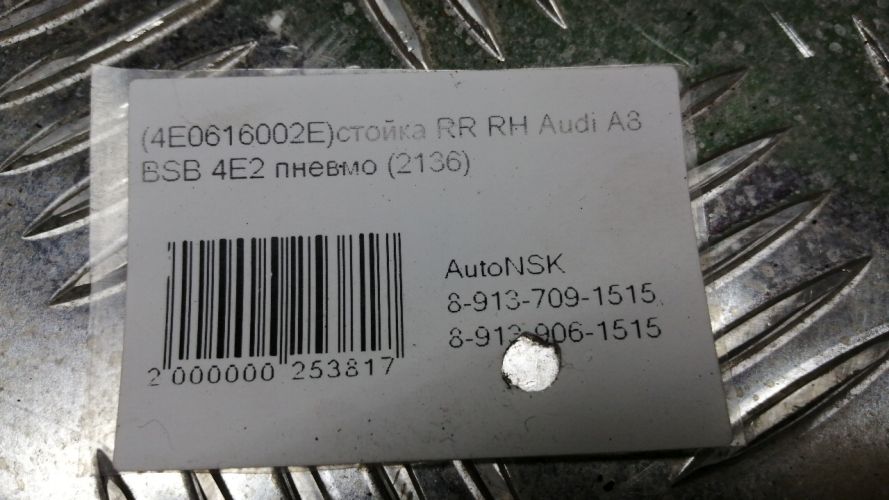 (4E0616002E)стойка RR RH Audi A8
BSB 4E2 пневмо (2136)
AutoNSK
8-913-709-1515
8-913-906-1515
2 000000 253817